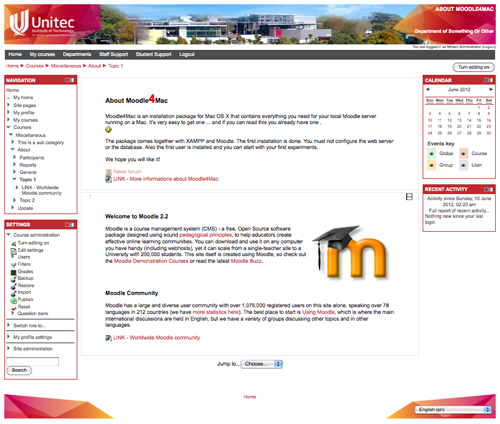 Unitec
Institute of Technology
ABOUT MOODLE4MAC
Department of Something Or Other
You are logged in as Moleen Administrator (Logout)
Home My courses Departments Staff Support Student Support Logout
Home ► Courses ► Miscellaneous ► About ► Topic 1
Turn editing on
NAVIGATION
Home
My home
Site pages
My profile
My courses
Courses
Miscellaneous
This is a sub category
About
Participants
Reports
General
Topic 1
LINK - Worldwide
Moodle community
Topic 2
Update
SETTINGS
Course administration
Turn editing on
Edit settings
Users
Filters
Grades
Backup
Restore
Import
Publish
Reset
Question bank
Switch role to...
My profile settings
Site administration
Search
About Moodle4Mac
Moodle4Mac is an installation package for Mac OS X that contains everything you need for your local Moodle server
running on a Mac. It's very easy to get one ... and if you can read this you already have one .
The package comes together with XAMPP and Moodle. The first installation is done. You must not configure the web server
or the database. Also the first user is installed and you can start with your first experiments.
We hope you will like it!
News forum
LINK - More informations about Moodle4Mac
1
Welcome to Moodle 2.2
Moodle is a course management system (CMS) - a free, Open Source software
package designed using sound pedagogical principles, to help educators create
effective online learning communities. You can download and use it on any computer
you have handy (including webhosts), yet it can scale from a single-teacher site to a
University with 200,000 students. This site itself is created using Moodle, so check out
the Moodle Demonstration Courses or read the latest Moodle Buzz.
m
Moodle Community
Moodle has a large and diverse user community with over 1,075,000 registered users on this site alone, speaking over 78
languages in 212 countries (we have more statistics here). The best place to start is Using Moodle, which is where the main
international discussions are held in English, but we have a variety of groups discussing other topics and in other
languages.
LINK - Worldwide Moodle community
Jump to... Choose...
CALENDAR
◄ June 2012 ►
Sun Mon Tue Wed Thu Fri Sat
1 2
3 4 5 6 7 8 9
10 11 12 13 14 15 16
17 18 19 20 21 22 23
24 25 26 27 28 29 30
Events key
Global Course
Group User
RECENT ACTIVITY
Activity since Sunday, 10 June
2012, 02:20 am
Full report of recent activity...
Nothing new since your last
login
Home
English (en)